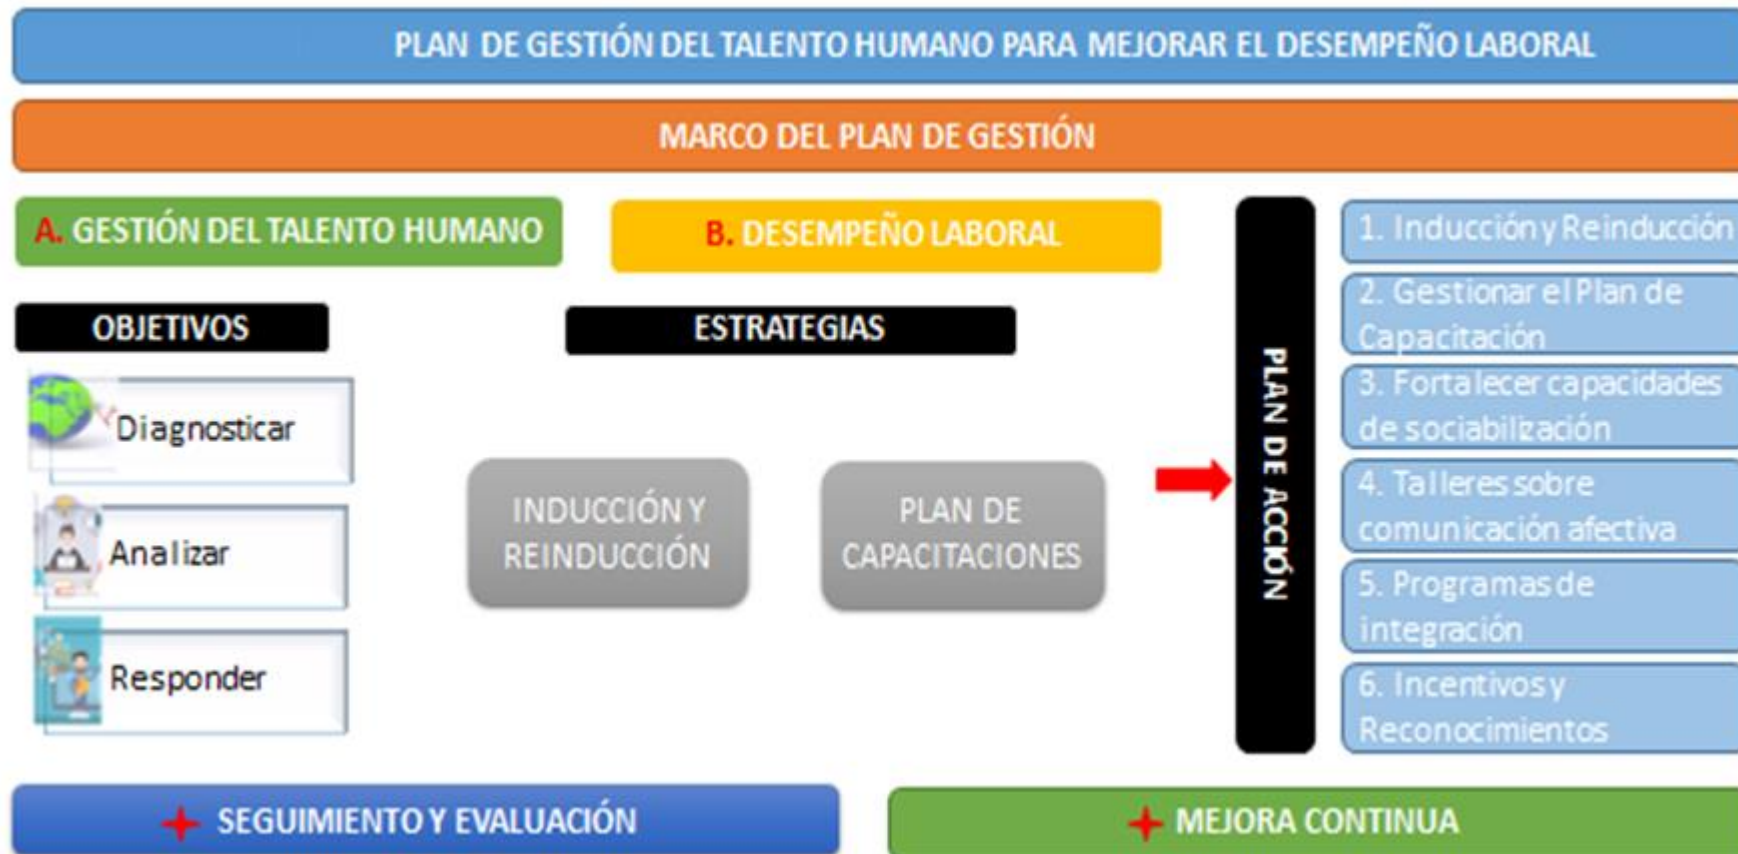 PLAN DE GESTIÓN DEL TALENTO HUMANO PARA MEJORAR EL DESEMPEÑO LABORAL
MARCO DEL PLAN DE GESTIÓN
A. GESTIÓN DEL TALENTO HUMANO
B. DESEMPEÑO LABORAL
OBJETIVOS
Diagnosticar
Analizar
Responder
ESTRATEGIAS
INDUCCIÓN Y
REINDUCCIÓN
PLAN DE
CAPACITACIONES
PLAN DE ACCCIÓN
1. Inducción y Reinducción
2. Gestionar el Plan de
Capacitación
3. Fortalecer capacidades
de sociabilización
4. Talleres sobre
comunicación afectiva
5. Programas de
integración
6. Incentivos y
Reconocimientos
SEGUIMIENTO Y EVALUACIÓN
MEJORA CONTINUA